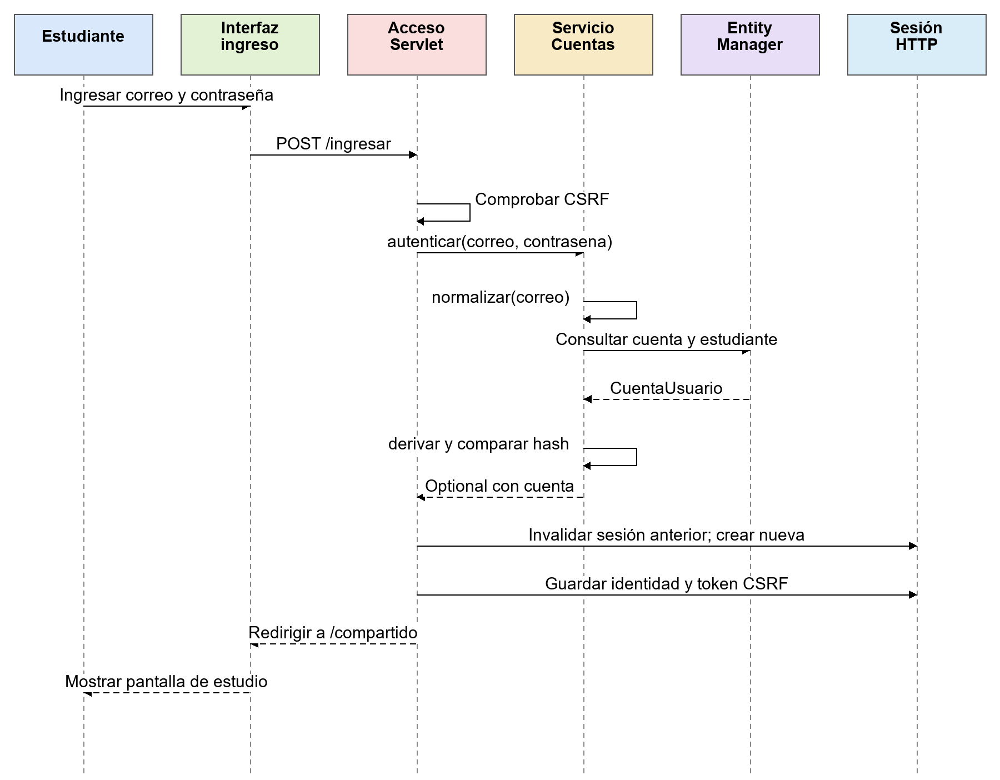 Estudiante
Interfaz
ingreso
Acceso
Servlet
Servicio
Cuentas
Entity
Manager
Sesión
HTTP
Ingresar correo y contraseña
POST /ingresar
Comprobar CSRF
autenticar(correo, contrasena)
normalizar(correo)
Consultar cuenta y estudiante
CuentaUsuario
derivar y comparar hash
Optional con cuenta
Invalidar sesión anterior; crear nueva
Guardar identidad y token CSRF
Redirigir a /compartido
Mostrar pantalla de estudio